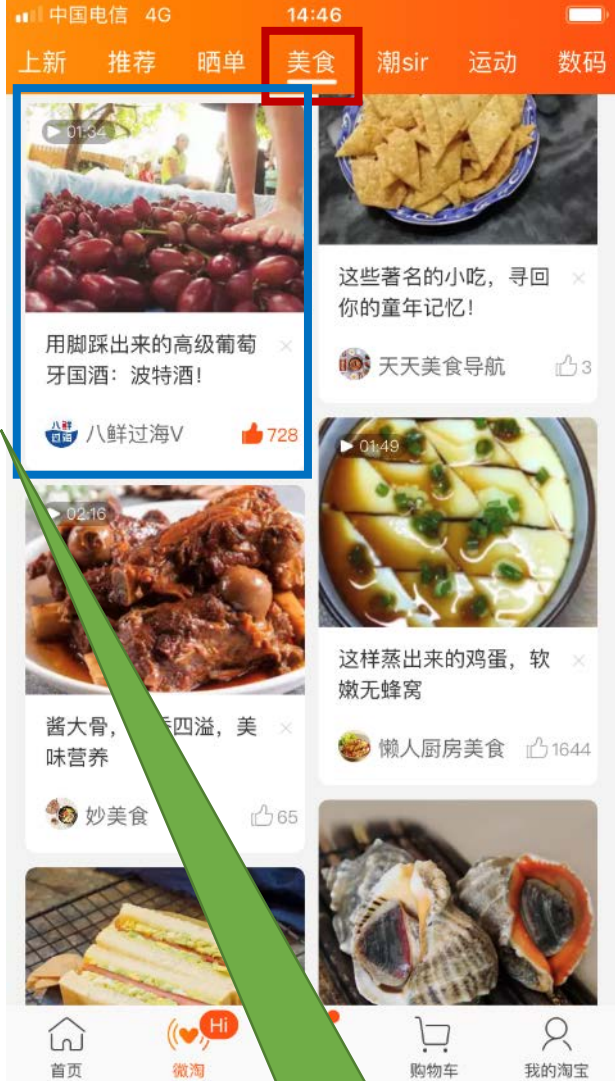 中国电信 4G 14:46
上新 推荐 晒单 美食 潮sir 运动 数码
01:34
用脚踩出来的高级葡萄
牙国酒：波特酒！
八鲜过海V 728
02:16
酱大骨，
四溢，美
味营养
妙美食 65
这些著名的小吃，寻回
你的童年记忆！
天天美食导航 3
01:49
这样蒸出来的鸡蛋，软
嫩无蜂窝
懒人厨房美食 1644
Hi
首页 微淘 购物车 我的淘宝